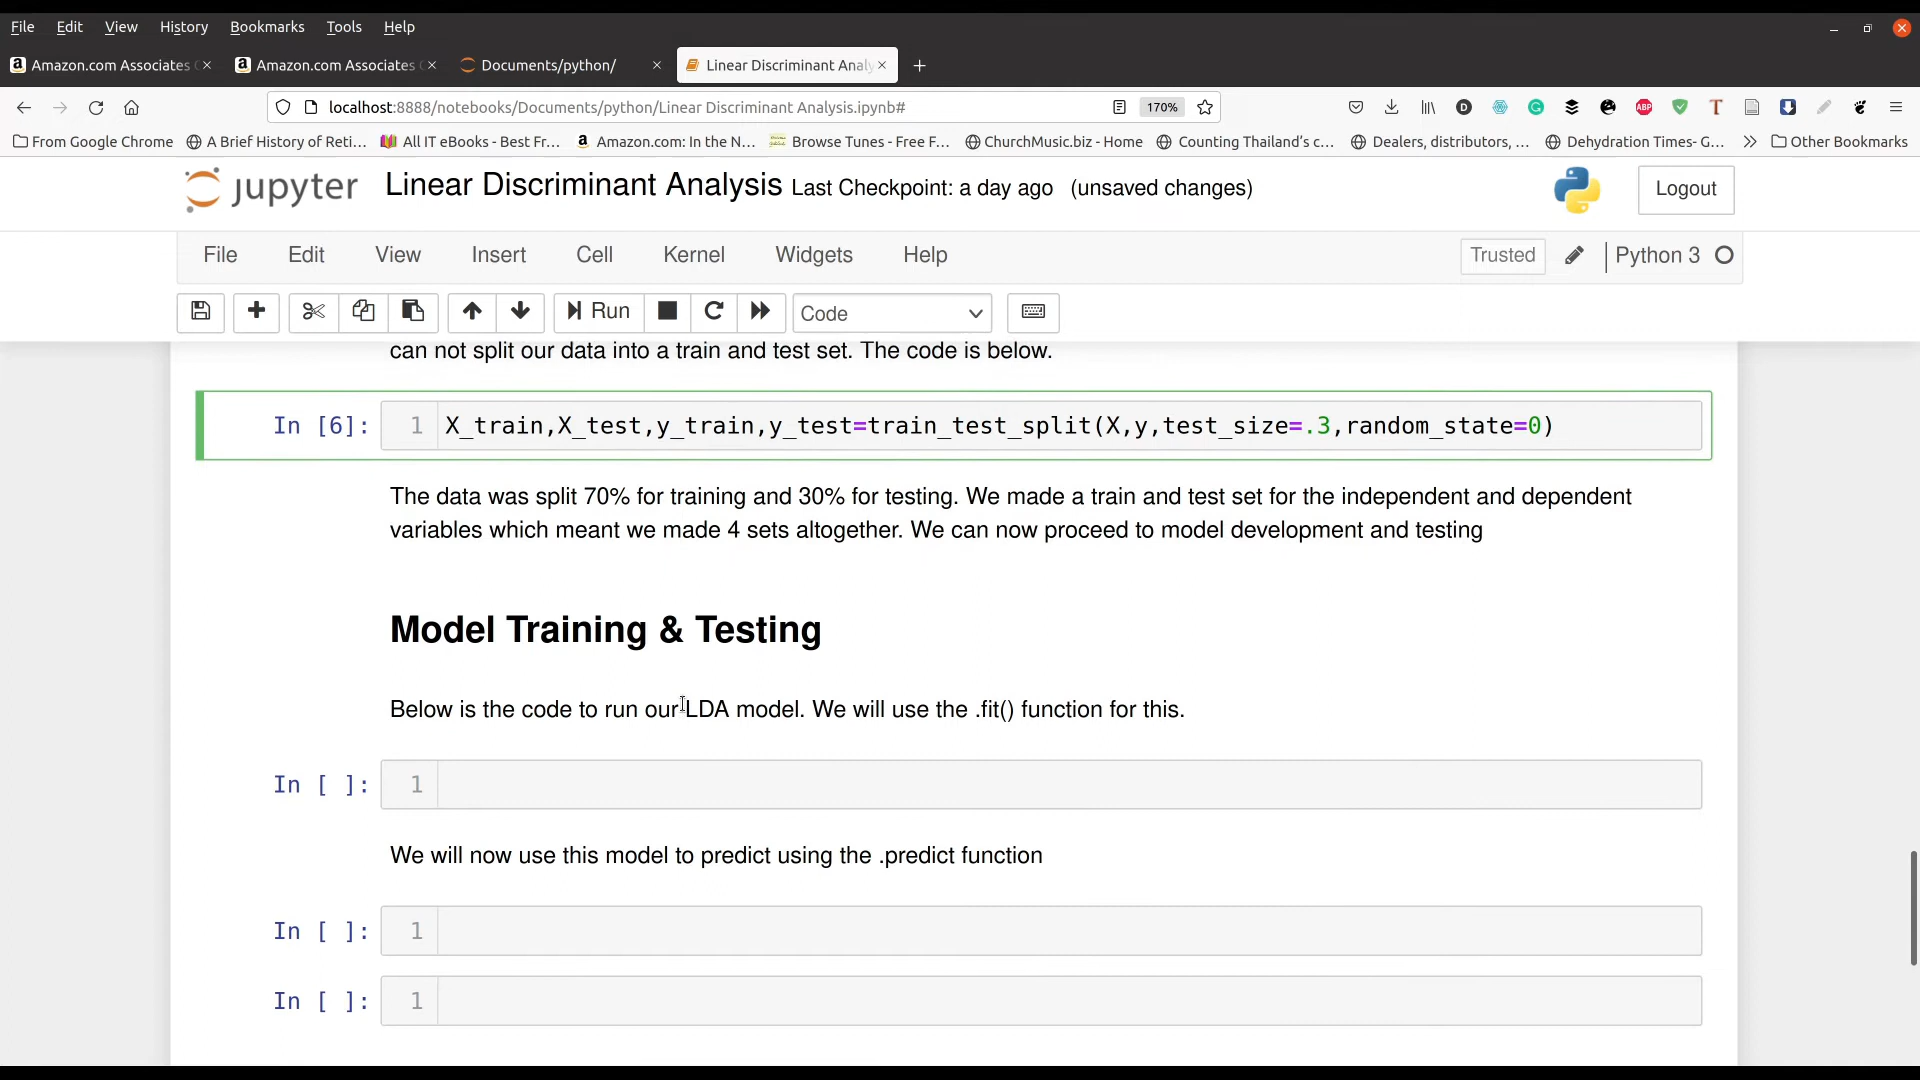 File Edit View History Bookmarks Tools Help
Amazon.com Associates Amazon.com Associates Documents/python/ Linear Discriminant Analy
localhost:8888/notebooks/Documents/python/Linear Discriminant Analysis.ipynb# 170%
From Google Chrome A Brief History of Reti... All IT eBooks - Best Fr... Amazon.com: In the N... Browse Tunes - Free F... ChurchMusic.biz - Home Counting Thailand's c... Dealers, distributors, ... Dehydration Times- G... Other Bookmarks
jupyter Linear Discriminant Analysis Last Checkpoint: a day ago (unsaved changes) Logout
File Edit View Insert Cell Kernel Widgets Help Trusted Python 3
Run Code
can not split our data into a train and test set. The code is below.
In [6]: 1 X_train,X_test,y_train,y_test=train_test_split(X,y,test_size=.3,random_state=0)
The data was split 70% for training and 30% for testing. We made a train and test set for the independent and dependent
variables which meant we made 4 sets altogether. We can now proceed to model development and testing
Model Training & Testing
Below is the code to run our LDA model. We will use the .fit() function for this.
In [ ]: 1
We will now use this model to predict using the .predict function
In [ ]: 1
In [ ]: 1